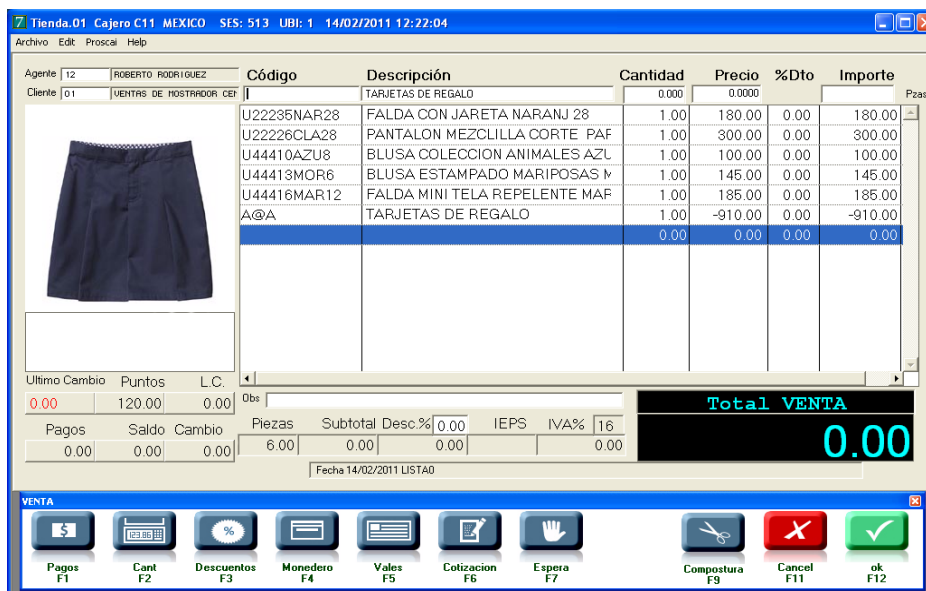 Tienda.01 Cajero C11 MEXICO SES: 513 UBI: 1 14/02/2011 12:22:04
Archivo Edit Proscai Help
Agente 12 ROBERTO RODRIGUEZ Código Descripción Cantidad Precio %Dto Importe
Cliente 01 VENTAS DE MOSTRADOR CEN TARJETAS DE REGALO 0.000 0.0000 Pzas
U22235NAR28 FALDA CON JARETA NARANJ 28 1.00 180.00 0.00 180.00
U22226CLA28 PANTALON MEZCLILLA CORTE PAR 1.00 300.00 0.00 300.00
U44410AZU8 BLUSA COLECCION ANIMALES AZU 1.00 100.00 0.00 100.00
U44413MOR6 BLUSA ESTAMPADO MARIPOSAS M 1.00 145.00 0.00 145.00
U44416MAR12 FALDA MINI TELA REPELENTE MAR 1.00 185.00 0.00 185.00
A@A TARJETAS DE REGALO 1.00 -910.00 0.00 -910.00
0.00 0.00 0.00 0.00
Ultimo Cambio Puntos L.C.
0.00 120.00 0.00
Obs
Pagos Saldo Cambio
0.00 0.00 0.00
Piezas Subtotal Desc.% 0.00 IEPS IVA% 16
6.00 0.00 0.00 0.00
Total VENTA
0.00
Fecha 14/02/2011 LISTA0
VENTA
$ 123.86 %
Pagos Cant Descuentos Monedero Vales Cotizacion Espera Compostura Cancel ok
F1 F2 F3 F4 F5 F6 F7 F9 F11 F12